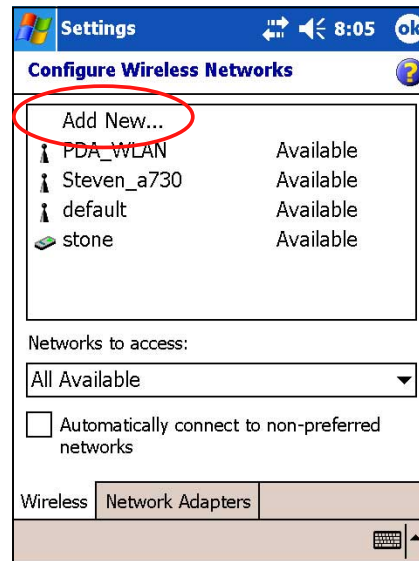 Settings 8:05 ok
Configure Wireless Networks ?
Add New...
PDA_WLAN Available
Steven_a730 Available
default Available
stone Available
Networks to access:
All Available
Automatically connect to non-preferred
networks
Wireless Network Adapters